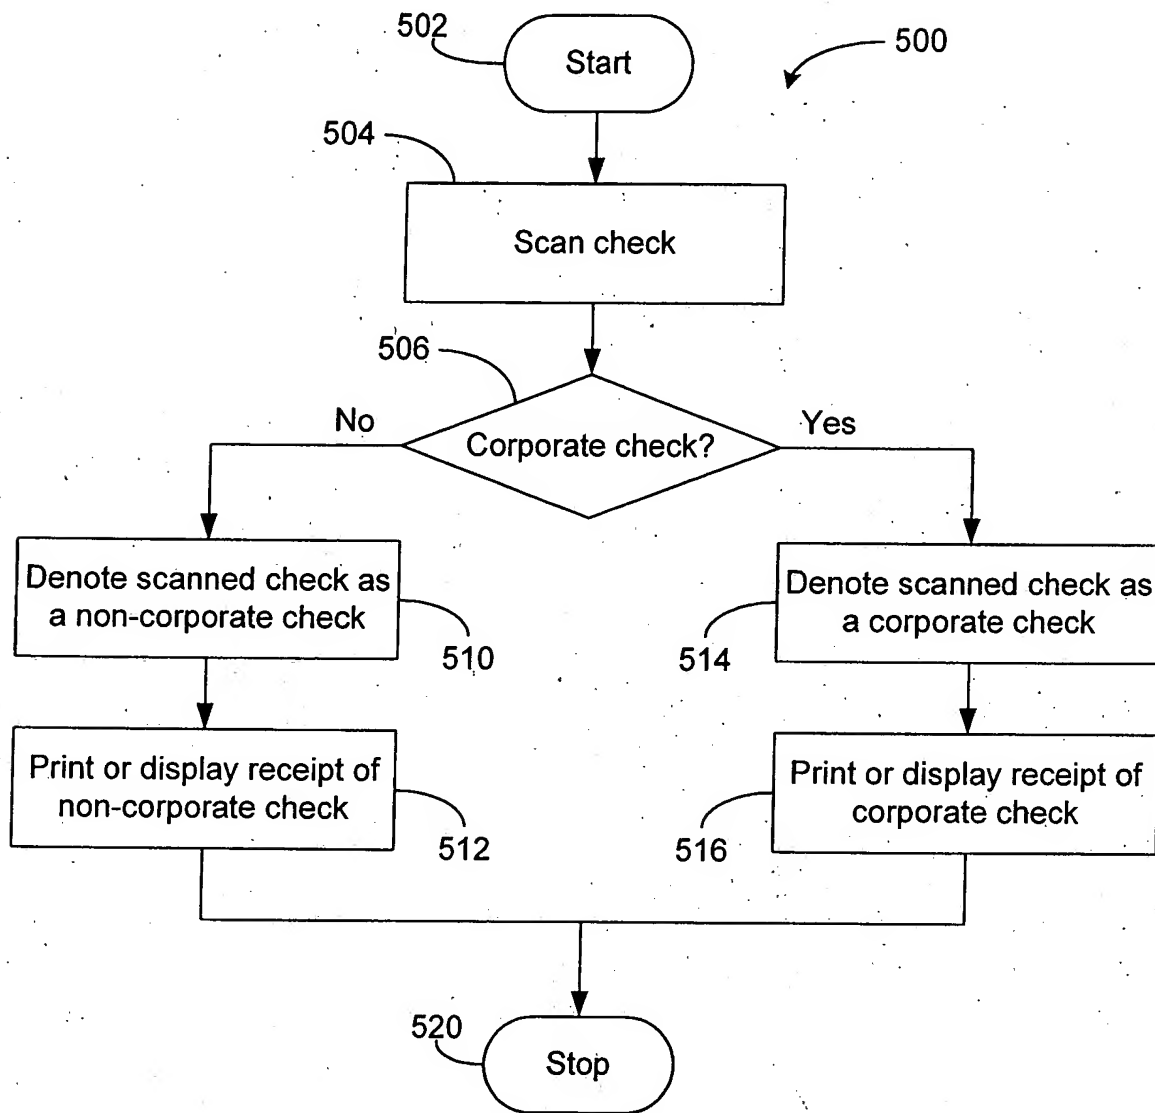 502
Start
500
504
Scan check
506
No
Corporate check?
Yes
Denote scanned check as
a non-corporate check
510
Denote scanned check as
a corporate check
514
Print or display receipt of
non-corporate check
512
Print or display receipt of
corporate check
516
520
Stop